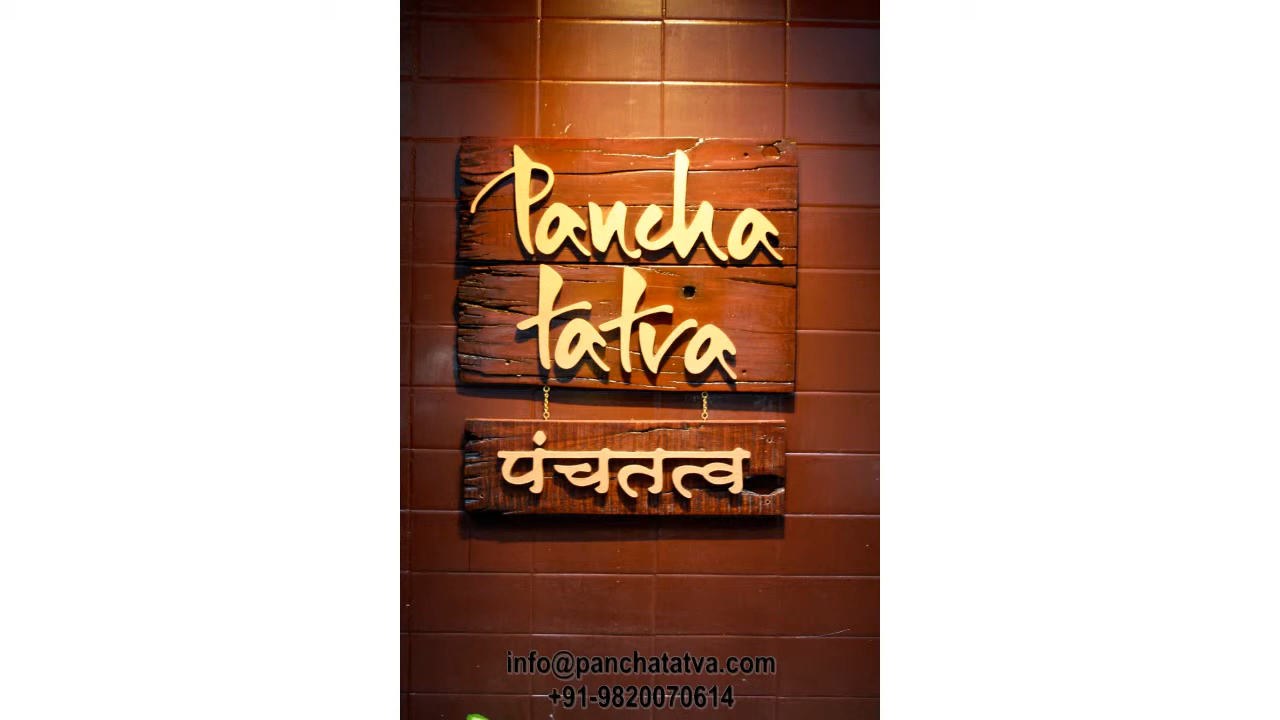 Pancha
tatva
पंचतत्व
info@panchatatva.com
+91-9820070614